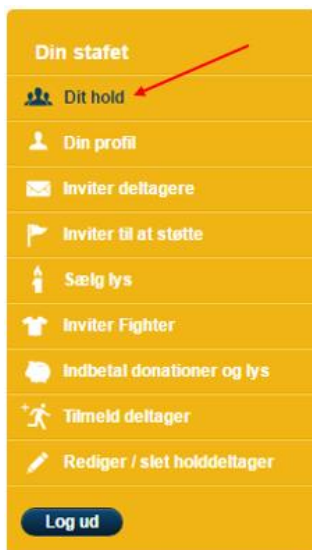 Din stafet
Dit hold
Din profil
Inviter deltagere
Inviter til at støtte
Sælg lys
Inviter Fighter
Indbetal donationer og lys
Tilmeld deltager
Rediger / slet holddeltager
Log ud